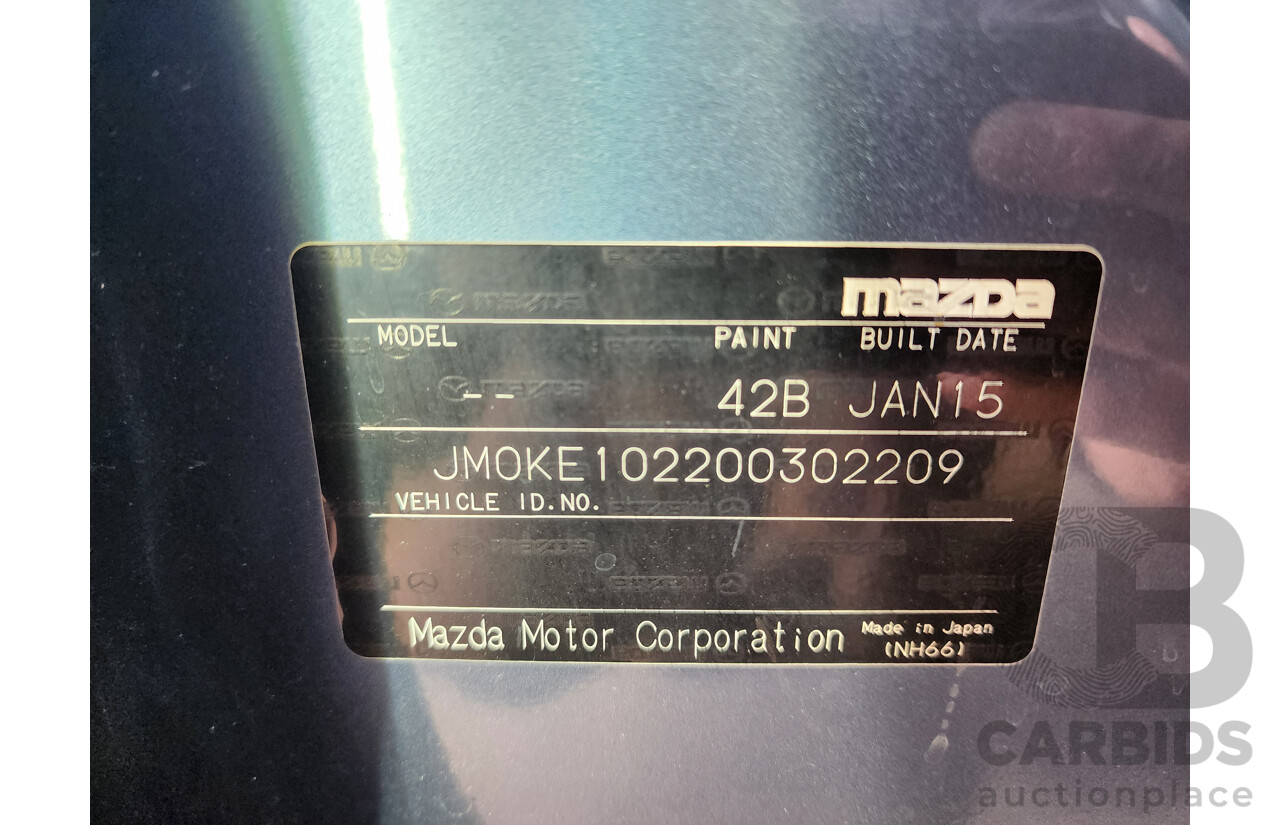 mazda
MODEL PAINT BUILT DATE
-- 42B JAN15
JM0KE102200302209
VEHICLE ID.NO.
Mazda Motor Corporation Made in Japan
(NH66)
CARBIDS
auctionplace